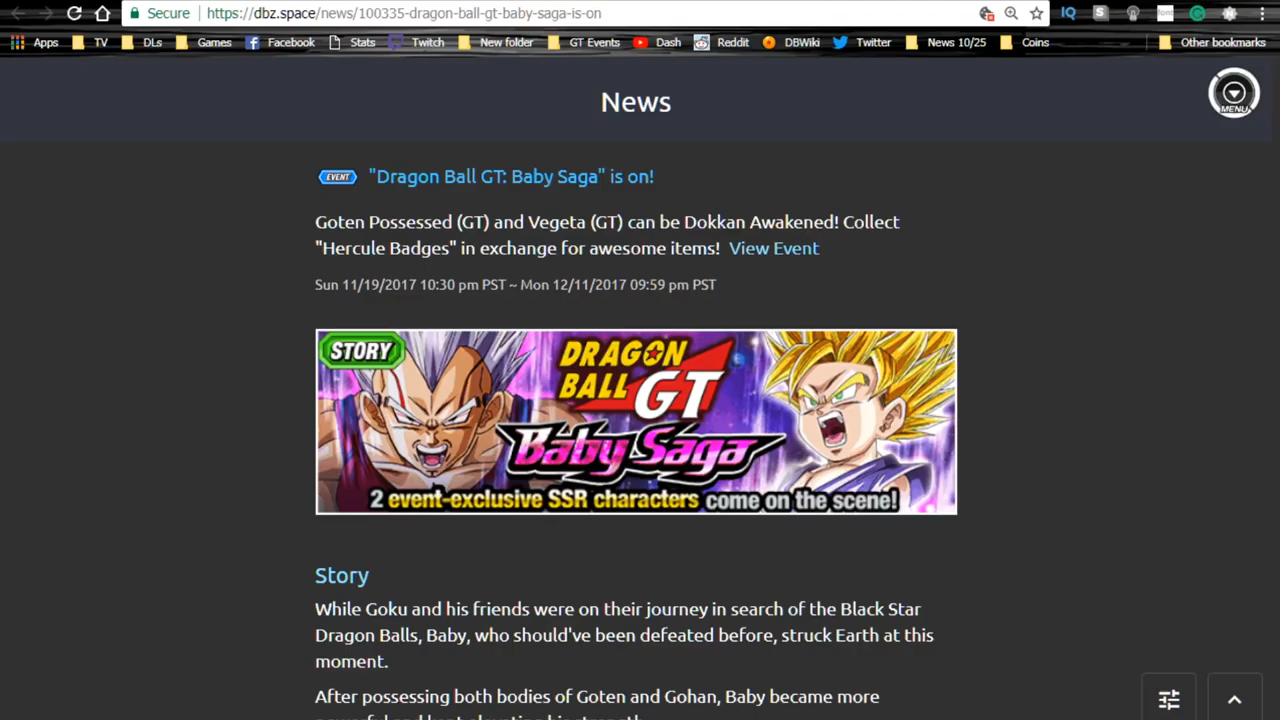 Secure https://dbz.space/news/100335-dragon-ball-gt-baby-saga-is-on
Apps TV DLs Games Facebook Stats Twitch New folder GT Events Dash Reddit DBWiki Twitter News 10/25 Coins Other bookmarks
News
MENU
EVENT "Dragon Ball GT: Baby Saga" is on!
Goten Possessed (GT) and Vegeta (GT) can be Dokkan Awakened! Collect
"Hercule Badges" in exchange for awesome items! View Event
Sun 11/19/2017 10:30 pm PST ~ Mon 12/11/2017 09:59 pm PST
STORY
DRAGON
BALL GT
Baby Saga
2 event-exclusive SSR characters come on the scene!
Story
While Goku and his friends were on their journey in search of the Black Star
Dragon Balls, Baby, who should've been defeated before, struck Earth at this
moment.
After possessing both bodies of Goten and Gohan, Baby became more